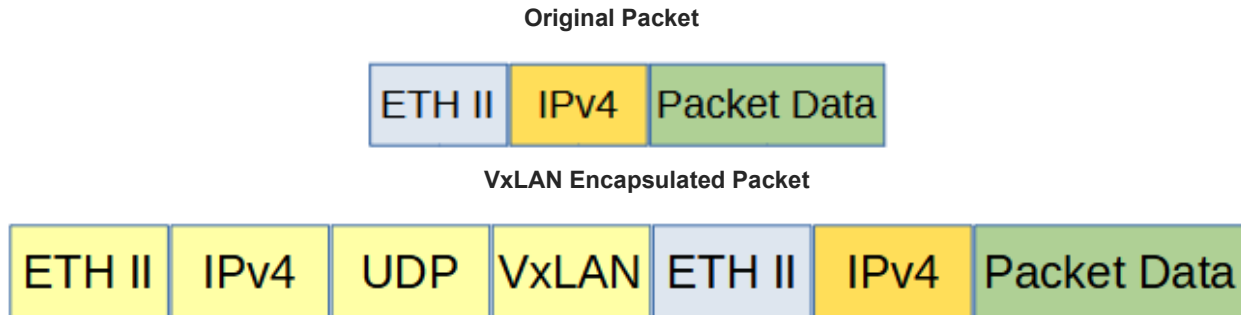 Original Packet
ETH II IPv4 Packet Data
VxLAN Encapsulated Packet
ETH II IPv4 UDP VxLAN ETH II IPv4 Packet Data